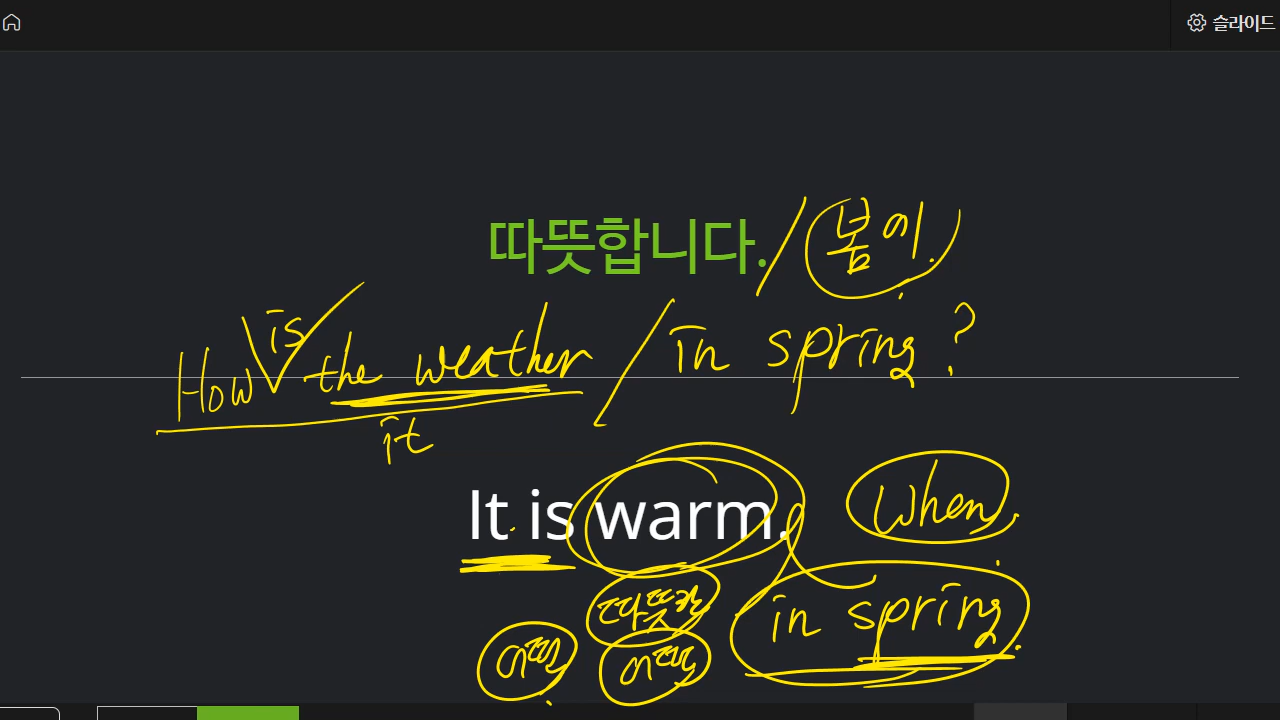 슬라이드
따뜻합니다. / 봄에.
How is the weather / in spring?
it
It is warm. When
따뜻한 in spring
어떤 어떠